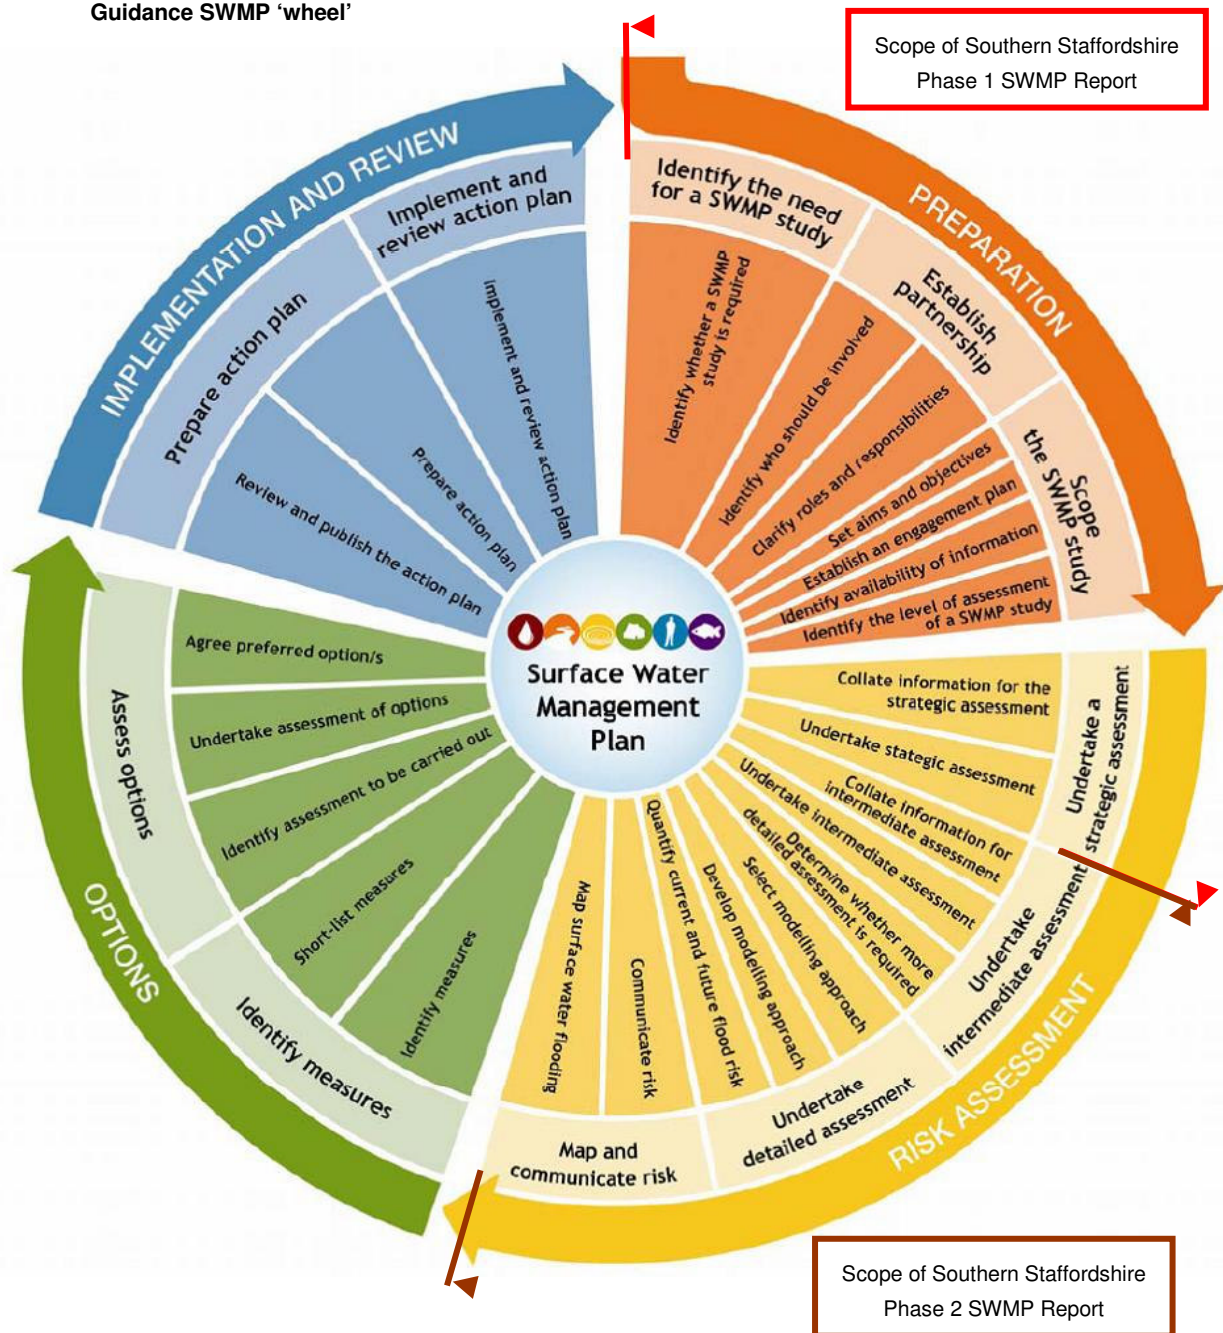 Guidance SWMP ‘wheel’
Scope of Southern Staffordshire
Phase 1 SWMP Report
PREPARATION
Identify the need
for a SWMP study
Establish
partnership
Scope
the SWMP study
Identify whether a SWMP
study is required
Identify who should be involved
Clarify roles and responsibilities
Set aims and objectives
Establish an engagement plan
Identify availability of information
Identify the level of assessment
of a SWMP study
RISK ASSESSMENT
Undertake a
strategic assessment
Undertake
intermediate assessment
Undertake
detailed assessment
Map and
communicate risk
Collate information for the
strategic assessment
Undertake stategic assessment
Collate information for
intermediate assessment
Undertake intermediate assessment
Determine whether more
detailed assessment is required
Select modelling approach
Develop modelling approach
Quantify current and future flood risk
Communicate risk
Map surface water flooding
OPTIONS
Identify measures
Assess options
Identify measures
Short-list measures
Identify assessment to be carried out
Undertake assessment of options
Agree preferred option/s
IMPLEMENTATION AND REVIEW
Prepare action plan
Implement and
review action plan
Review and publish the action plan
Prepare action plan
Implement and review action plan
Surface Water
Management
Plan
Scope of Southern Staffordshire
Phase 2 SWMP Report